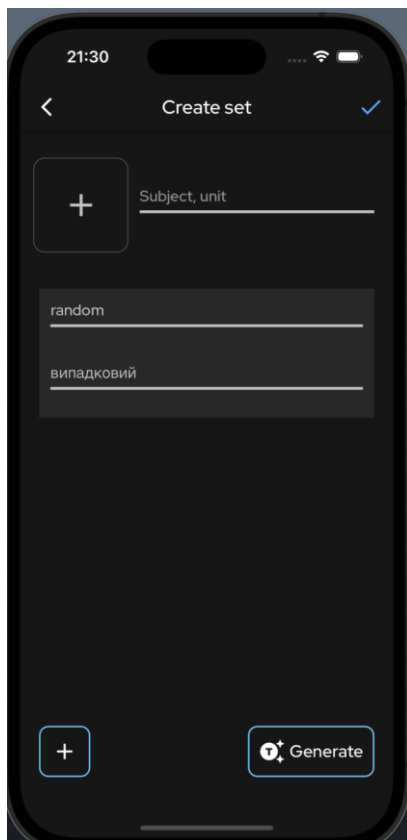 21:30
Create set
Subject, unit
random
випадковий
T Generate